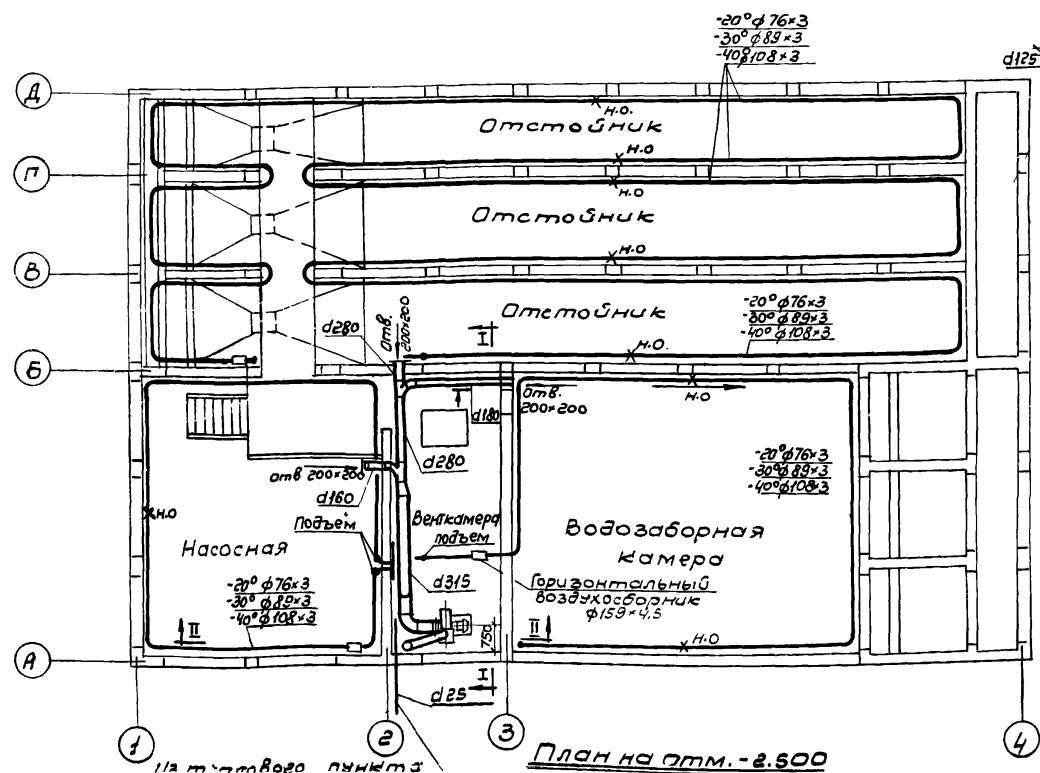 -20° ф76×3
-30° ф89×3
-40° ф108×3
d125
Д
Н.О.
Отстойник
Н.О
Г
Н.О
Отстойник
Н.О
В
Отстойник
-20° ф76×3
-30° ф89×3
-40° ф108×3
d280
Отв.
200×200
I
Н.О.
Б
Отв.
200×200
Н.О
d180
d280
отв 200×200
d160
-20° ф76×3
-30° ф89×3
-40° ф108×3
Н.О
Подъём
Венткамера
подъем
Насосная
Водозаборная
камера
d315
Горизонтальный
воздухосборник
ф159×4,5
-20° ф76×3
-30° ф89×3
-40° ф108×3
II
750
II
Н.О
А
I
d25
1
2
3
4
План на отм. -2.500
Из теплового пункта